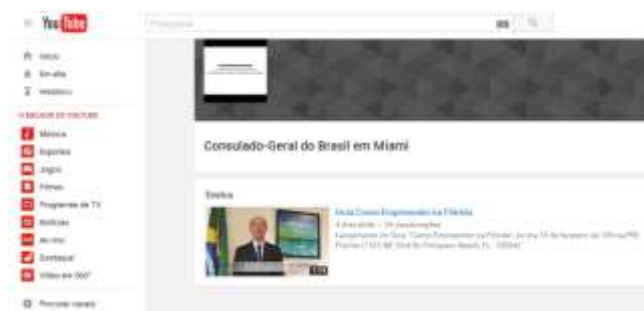 YouTube
Pesquisar
Início
Em alta
Histórico
O MELHOR DO YOUTUBE
Música
Esportes
Jogos
Filmes
Programas de TV
Notícias
Ao vivo
Destaque
Vídeo em 360°
Procurar canais
Consulado-Geral do Brasil em Miami
Envios
Guia Como Empreender na Flórida